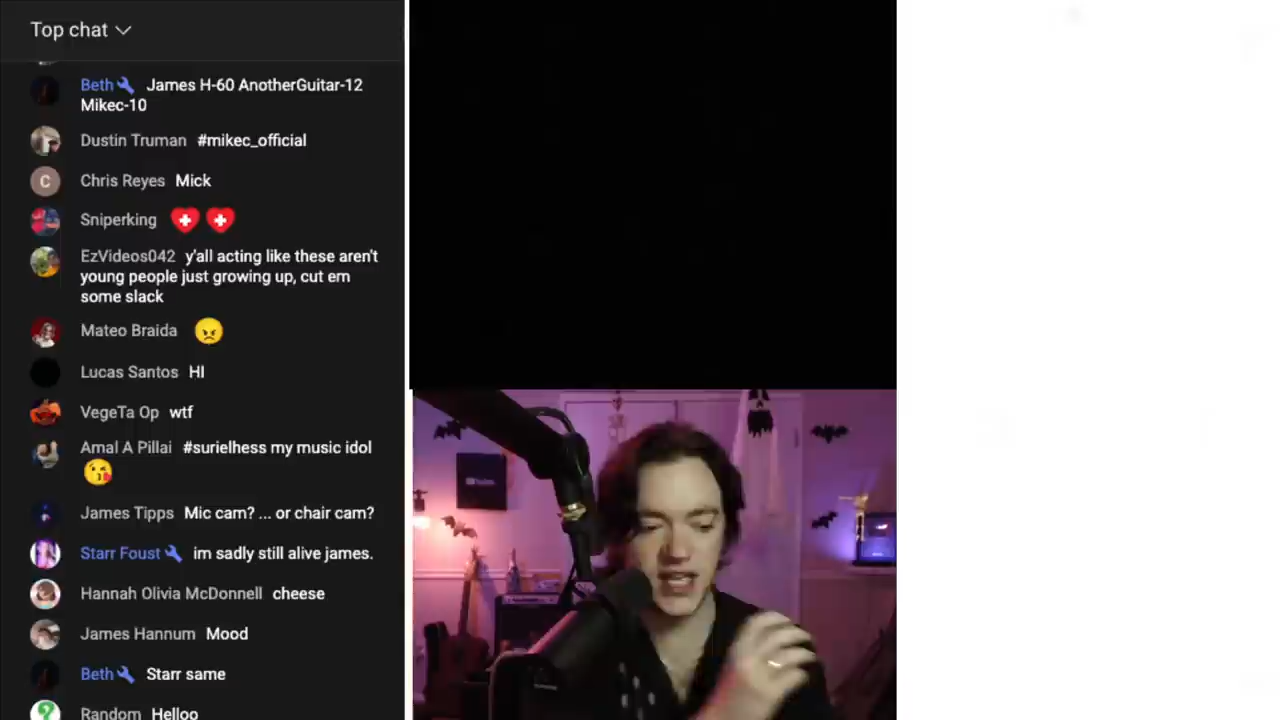 Top chat
Beth James H-60 AnotherGuitar-12
Mikec-10
Dustin Truman #mikec_official
Chris Reyes Mick
C
Sniperking
EzVideos042 y'all acting like these aren't
young people just growing up, cut em
some slack
Mateo Braida
Lucas Santos HI
VegeTa Op wtf
Amal A Pillai #surielhess my music idol
James Tipps Mic cam? ... or chair cam?
Starr Foust im sadly still alive james.
Hannah Olivia McDonnell cheese
James Hannum Mood
Beth Starr same
Random Helloo